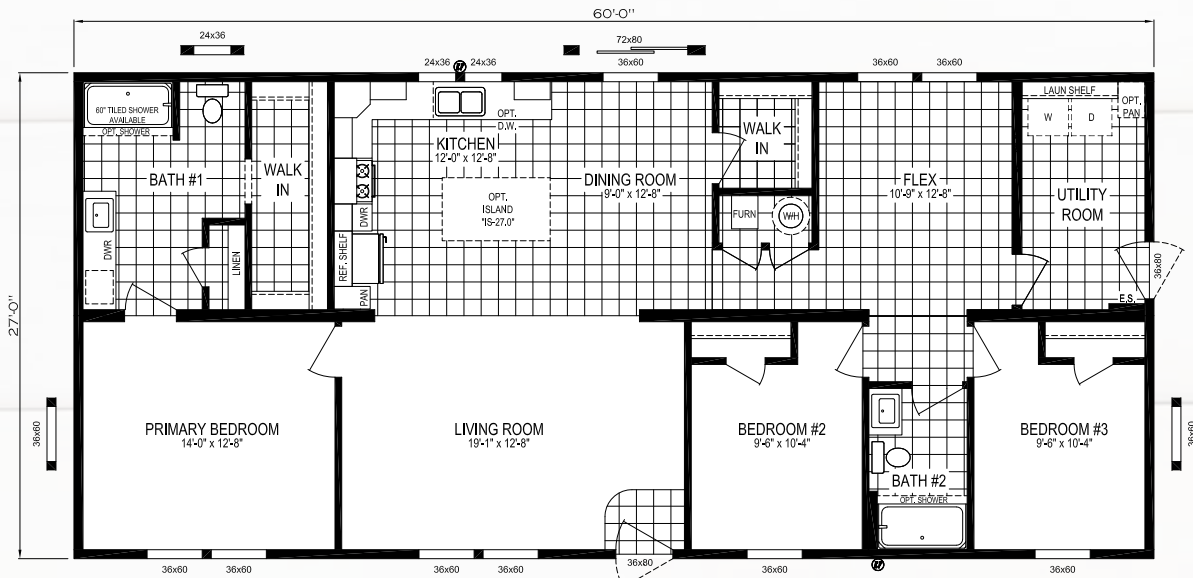 60'-0"
24x36
72x80
24x36 24x36
36x60
36x60 36x60
27'-0"
60" TILED SHOWER
AVAILABLE
OPT. SHOWER
BATH #1
DWR
LINEN
WALK
IN
KITCHEN
12'-0" x 12'-8"
OPT.
D.W.
OPT.
ISLAND
"IS-27.0"
DWR
REF. SHELF
PAN
DINING ROOM
9'-0" x 12'-8"
WALK
IN
FURN
W/H
FLEX
10'-9" x 12'-8"
LAUN SHELF
W
D
OPT.
PAN
UTILITY
ROOM
E.S.
36x80
36x60
PRIMARY BEDROOM
14'-0" x 12'-8"
LIVING ROOM
19'-1" x 12'-8"
BEDROOM #2
9'-6" x 10'-4"
BATH #2
OPT. SHOWER
BEDROOM #3
9'-6" x 10'-4"
36x60
36x60 36x60
36x60 36x60
36x80
36x60
36x60